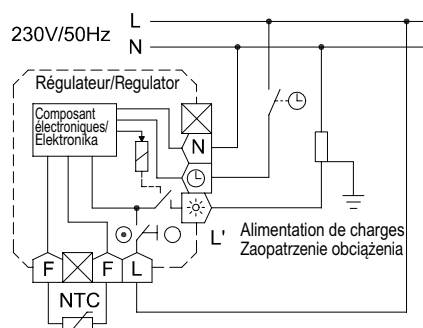 L
230V/50Hz
N
Régulateur/Regulator
Composant
électroniques/
Elektronika
N
L'
Alimentation de charges
Zaopatrzenie obciążenia
F
F
L
NTC